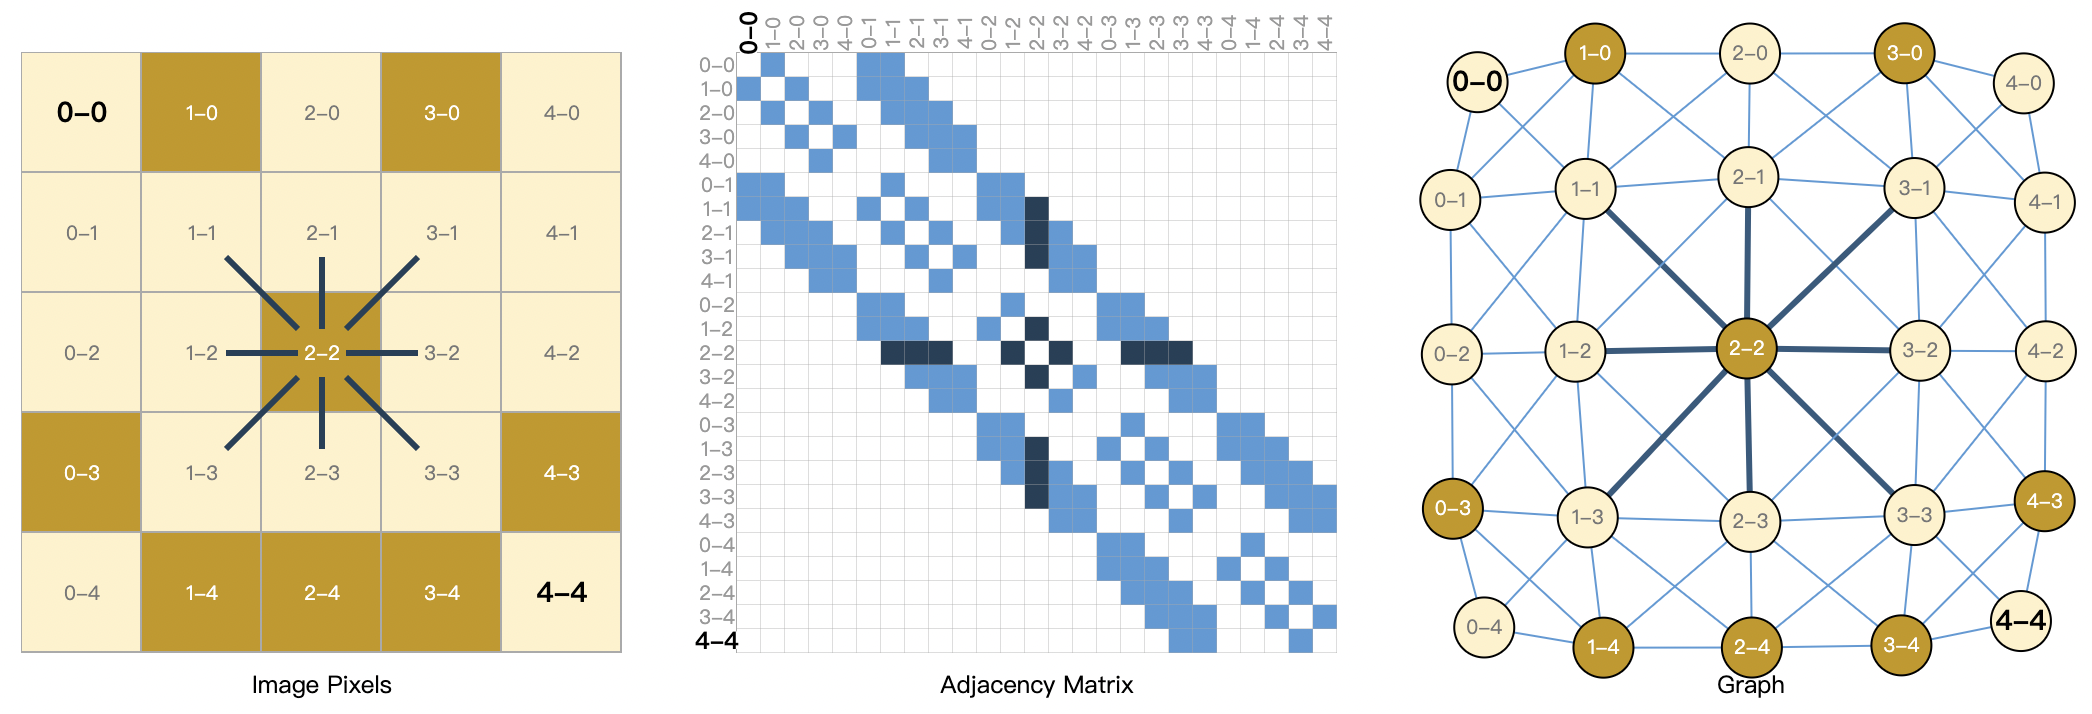 0–0 1–0 2–0 3–0 4–0
0–1 1–1 2–1 3–1 4–1
0–2 1–2 2–2 3–2 4–2
0–3 1–3 2–3 3–3 4–3
0–4 1–4 2–4 3–4 4–4
Image Pixels
0–0 1–0 2–0 3–0 4–0 0–1 1–1 2–1 3–1 4–1 0–2 1–2 2–2 3–2 4–2 0–3 1–3 2–3 3–3 4–3 0–4 1–4 2–4 3–4 4–4
0–0
1–0
2–0
3–0
4–0
0–1
1–1
2–1
3–1
4–1
0–2
1–2
2–2
3–2
4–2
0–3
1–3
2–3
3–3
4–3
0–4
1–4
2–4
3–4
4–4
Adjacency Matrix
0–0 1–0 2–0 3–0 4–0
0–1 1–1 2–1 3–1 4–1
0–2 1–2 2–2 3–2 4–2
0–3 1–3 2–3 3–3 4–3
0–4 1–4 2–4 3–4 4–4
Graph